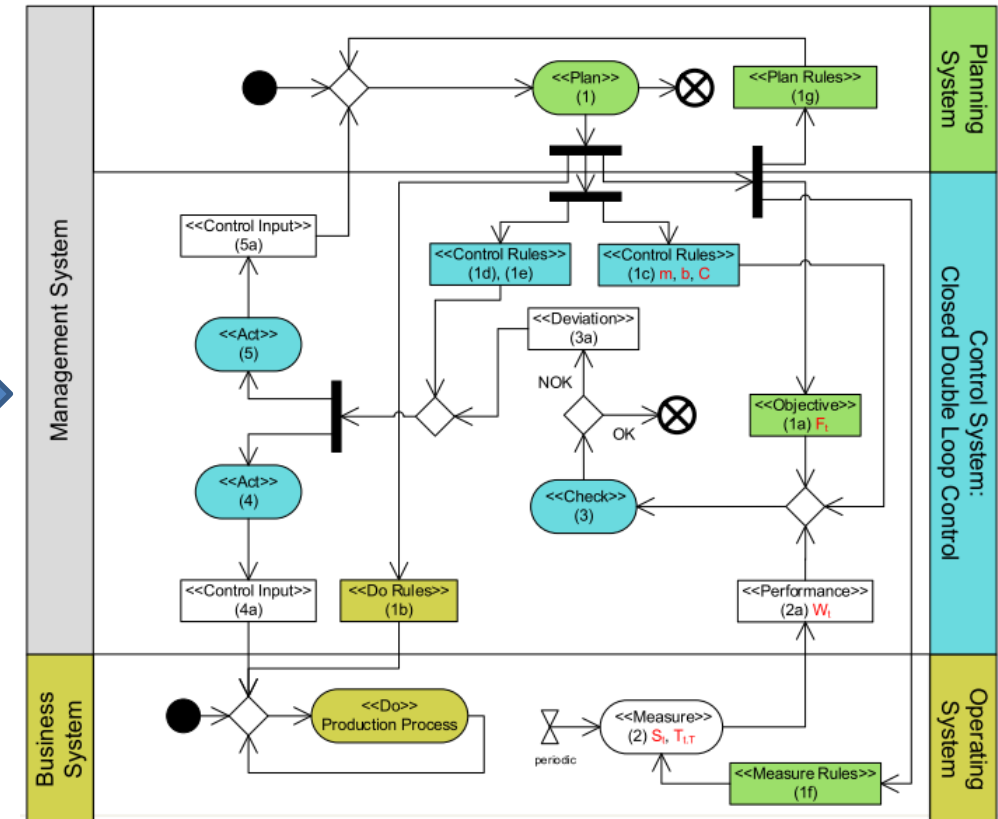 Management System
Business
System
Planning
System
Control System:
Closed Double Loop Control
Operating
System
<<Plan>>
(1)
<<Plan Rules>>
(1g)
<<Control Input>>
(5a)
<<Control Rules>>
(1d), (1e)
<<Control Rules>>
(1c) m, b, C
<<Deviation>>
(3a)
<<Act>>
(5)
NOK
OK
<<Objective>>
(1a) Fₜ
<<Act>>
(4)
<<Check>>
(3)
<<Control Input>>
(4a)
<<Do Rules>>
(1b)
<<Performance>>
(2a) Wₜ
<<Do>>
Production Process
periodic
<<Measure>>
(2) Sₜ, Tₜ,T
<<Measure Rules>>
(1f)